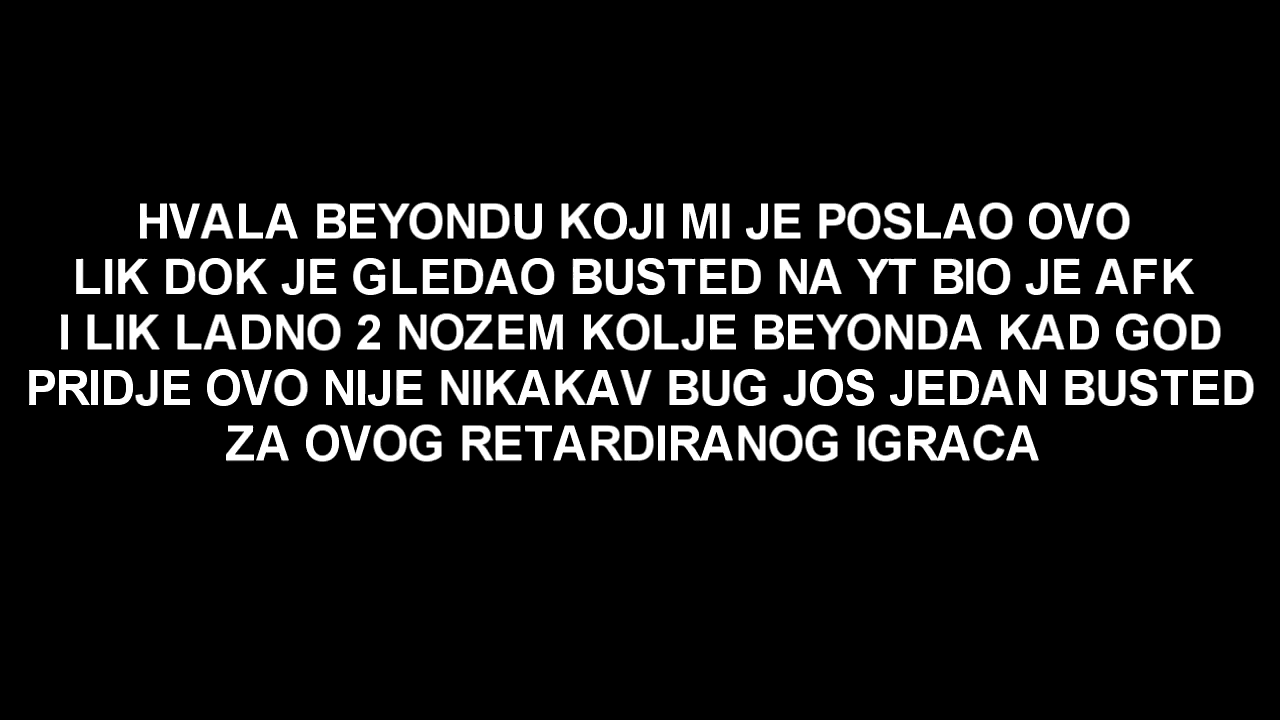 HVALA BEYONDU KOJI MI JE POSLAO OVO
LIK DOK JE GLEDAO BUSTED NA YT BIO JE AFK
I LIK LADNO 2 NOZEM KOLJE BEYONDA KAD GOD
PRIDJE OVO NIJE NIKAKAV BUG JOS JEDAN BUSTED
ZA OVOG RETARDIRANOG IGRACA